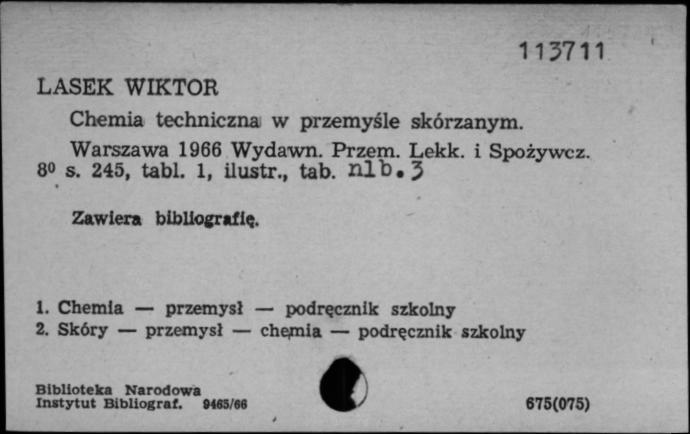 113711
LASEK WIKTOR
Chemia techniczna w przemyśle skórzanym.
Warszawa 1966 Wydawn. Przem. Lekk. i Spożywcz.
8⁰ s. 245, tabl. 1, ilustr., tab. nlb. 3
Zawiera bibliografię.
1. Chemia — przemysł — podręcznik szkolny
2. Skóry — przemysł — chemia — podręcznik szkolny
Biblioteka Narodowa
Instytut Bibliograf. 9465/66 675(075)